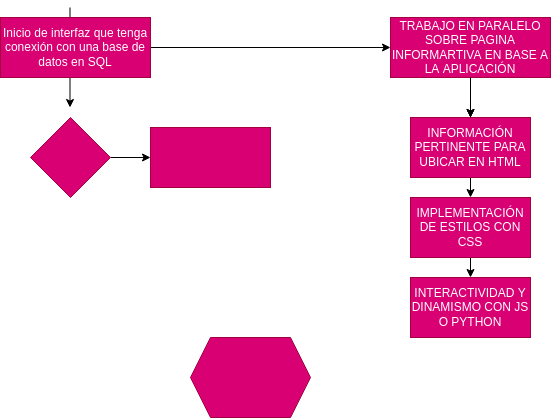 Inicio de interfaz que tenga
conexión con una base de
datos en SQL
TRABAJO EN PARALELO
SOBRE PAGINA
INFORMARTIVA EN BASE A
LA APLICACIÓN
INFORMACIÓN
PERTINENTE PARA
UBICAR EN HTML
IMPLEMENTACIÓN
DE ESTILOS CON
CSS
INTERACTIVIDAD Y
DINAMISMO CON JS
O PYTHON